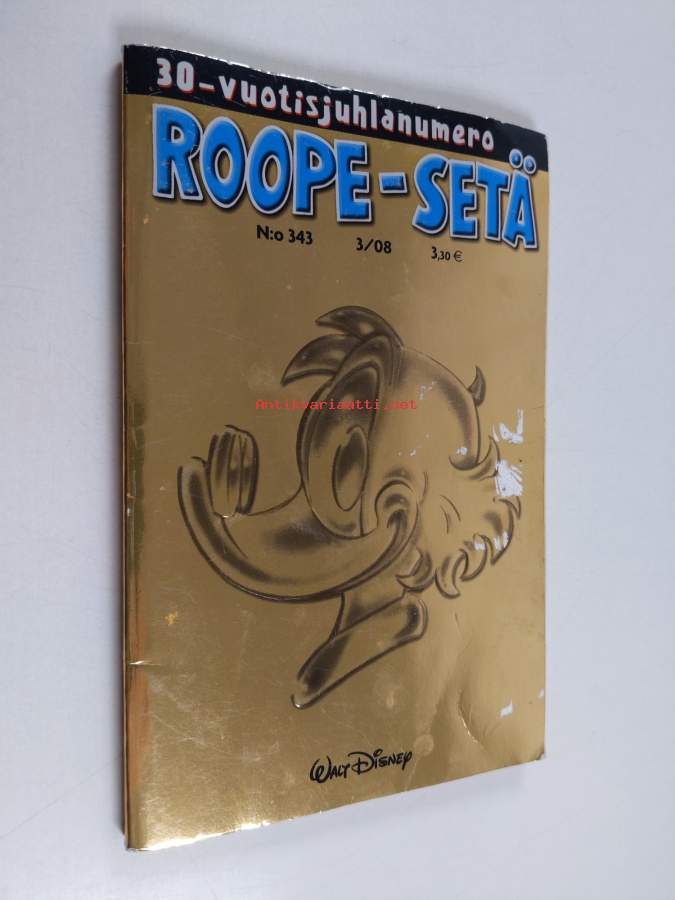 30-vuotisjuhlanumero
ROOPE-SETÄ
N:o 343 3/08 3,30 €
Antikvariaatti.net
WALT DISNEY